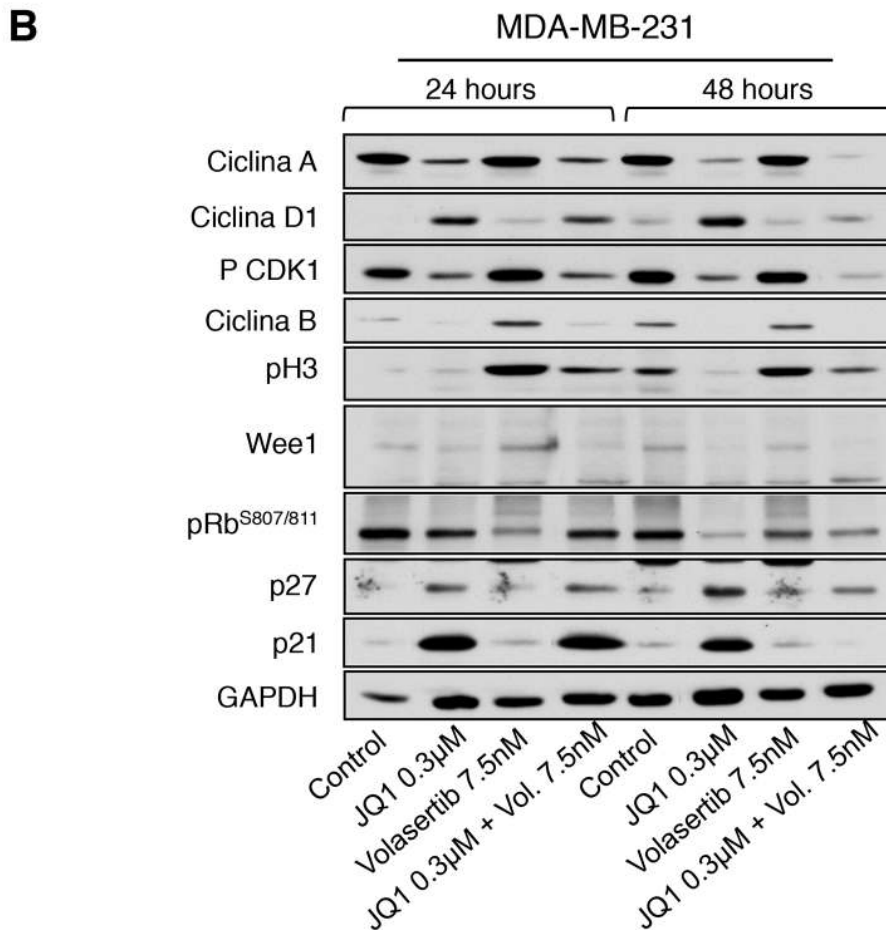 B
MDA-MB-231
24 hours
48 hours
Ciclina A
Ciclina D1
P CDK1
Ciclina B
pH3
Wee1
pRbS807/811
p27
p21
GAPDH
Control
JQ1 0.3μM
Volasertib 7.5nM
JQ1 0.3μM + Vol. 7.5nM
Control
JQ1 0.3μM
Volasertib 7.5nM
JQ1 0.3μM + Vol. 7.5nM